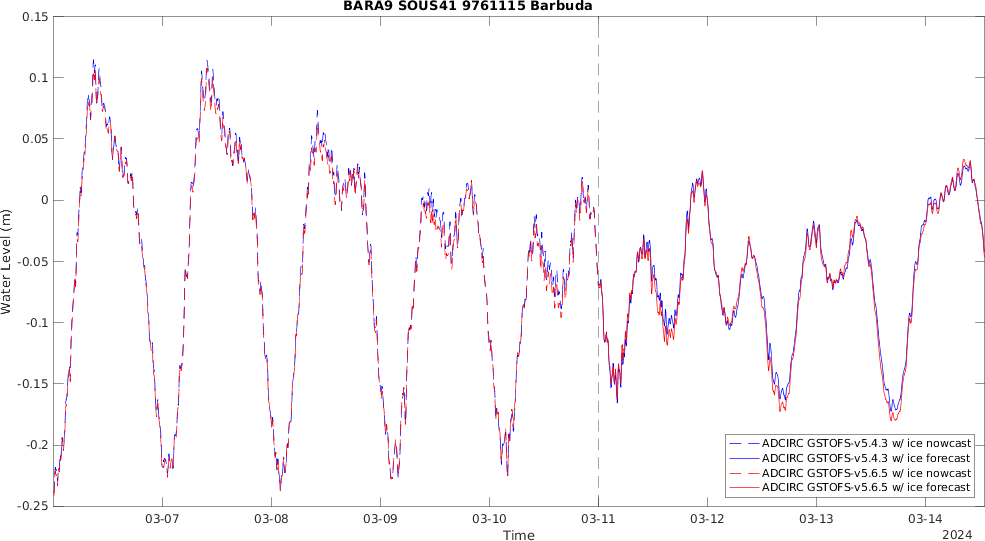 BARA9 SOUS41 9761115 Barbuda
0.15
0.1
0.05
0
-0.05
-0.1
-0.15
-0.2
-0.25
Water Level (m)
03-07 03-08 03-09 03-10 03-11 03-12 03-13 03-14
Time
2024
ADCIRC GSTOFS-v5.4.3 w/ ice nowcast
ADCIRC GSTOFS-v5.4.3 w/ ice forecast
ADCIRC GSTOFS-v5.6.5 w/ ice nowcast
ADCIRC GSTOFS-v5.6.5 w/ ice forecast